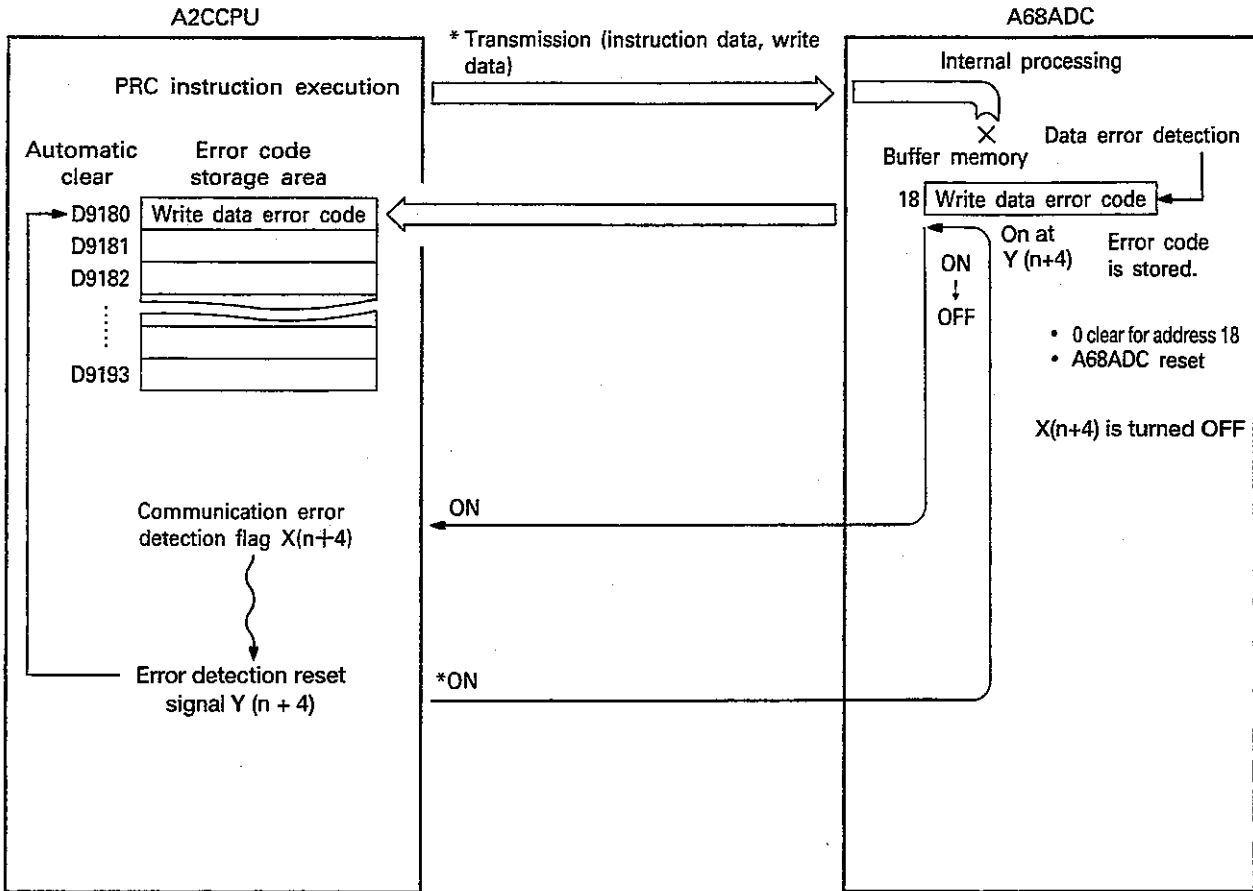 A2CCPU
A68ADC
* Transmission (instruction data, write
data)
PRC instruction execution
Internal processing
Data error detection
Buffer memory
Automatic
clear
Error code
storage area
D9180
Write data error code
18
Write data error code
D9181
D9182
D9193
On at
Y (n+4)
Error code
is stored.
ON
OFF
• 0 clear for address 18
• A68ADC reset
X(n+4) is turned OFF
Communication error
detection flag X(n+4)
ON
Error detection reset
signal Y (n + 4)
*ON